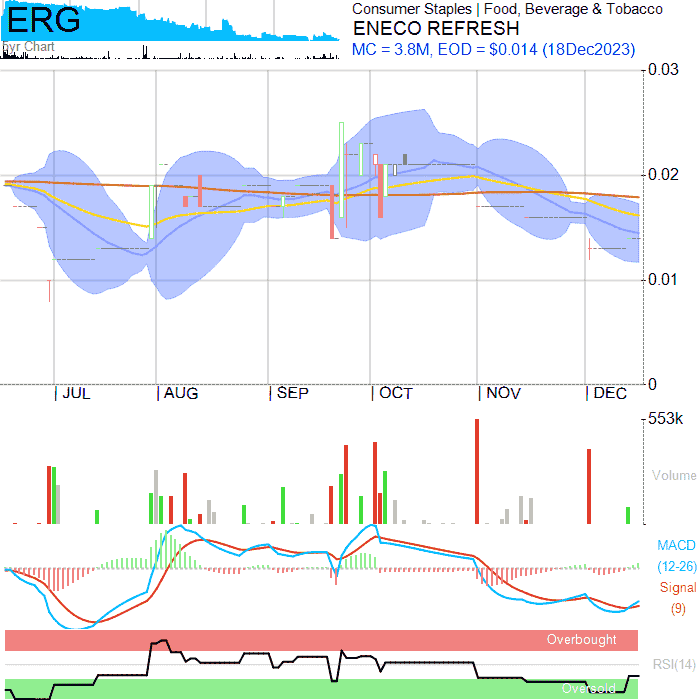 ERG
5yr Chart
Consumer Staples | Food, Beverage & Tobacco
ENECO REFRESH
MC = 3.8M, EOD = $0.014 (18Dec2023)
0.03
0.02
0.01
0
JUL AUG SEP OCT NOV DEC
553k
Volume
MACD
(12-26)
Signal
(9)
Overbought
RSI(14)
Oversold